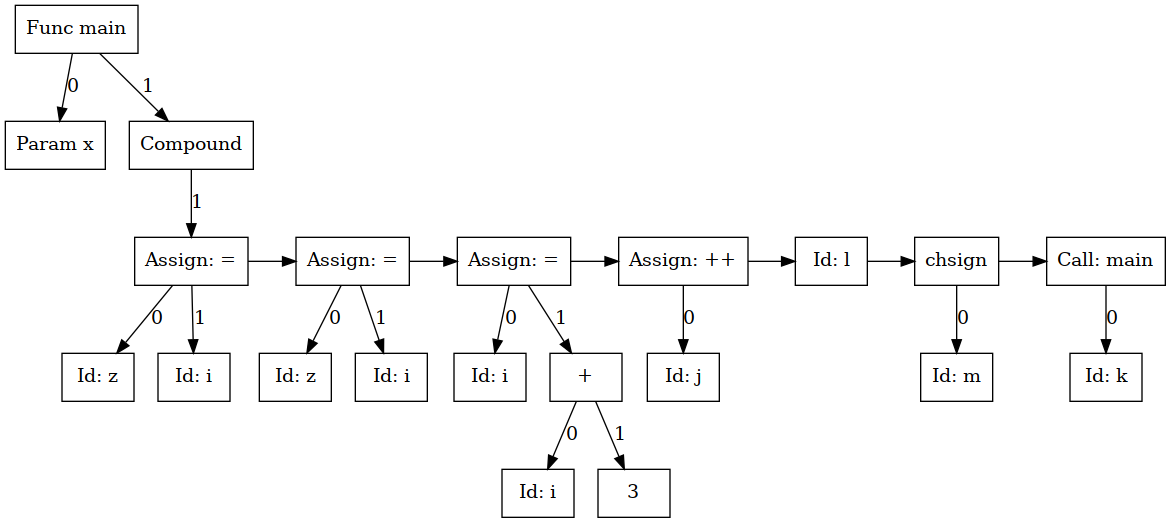 Func main
0
1
Param x
Compound
1
Assign: =
Assign: =
Assign: =
Assign: ++
Id: l
chsign
Call: main
0
1
0
1
0
1
0
0
0
Id: z
Id: i
Id: z
Id: i
Id: i
+
Id: j
Id: m
Id: k
0
1
Id: i
3